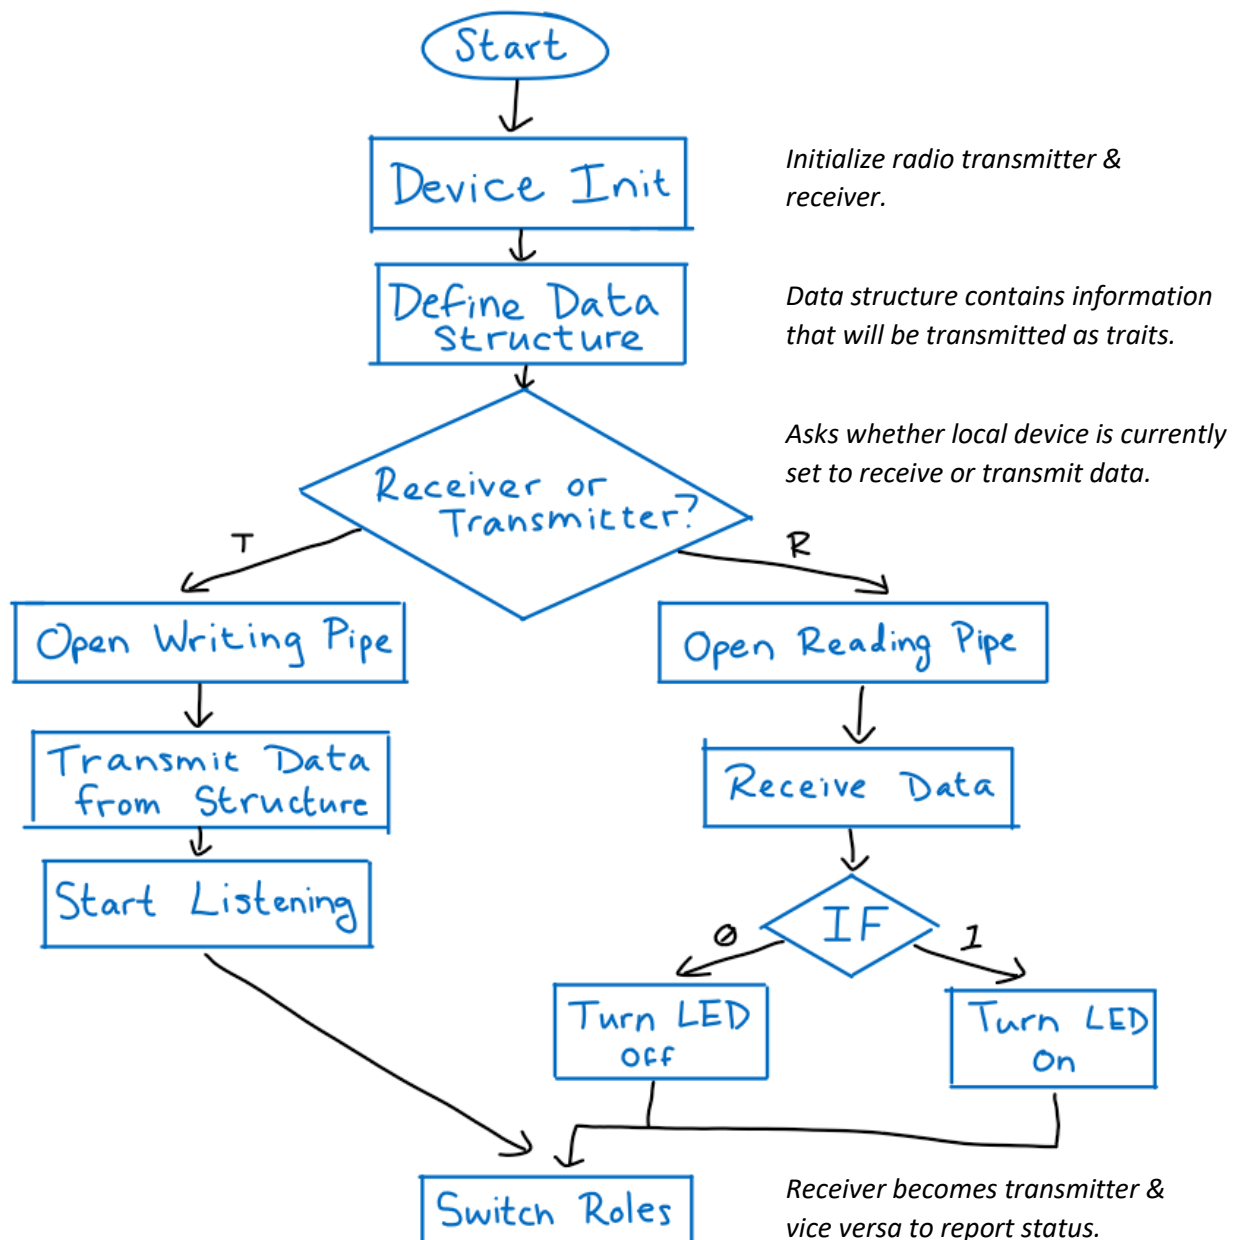 Start
Device Init
Initialize radio transmitter &
receiver.
Define Data
Structure
Data structure contains information
that will be transmitted as traits.
Asks whether local device is currently
set to receive or transmit data.
Receiver or
Transmitter?
T
R
Open Writing Pipe
Open Reading Pipe
Transmit Data
from Structure
Receive Data
Start Listening
IF
0
1
Turn LED
Off
Turn LED
On
Switch Roles
Receiver becomes transmitter &
vice versa to report status.